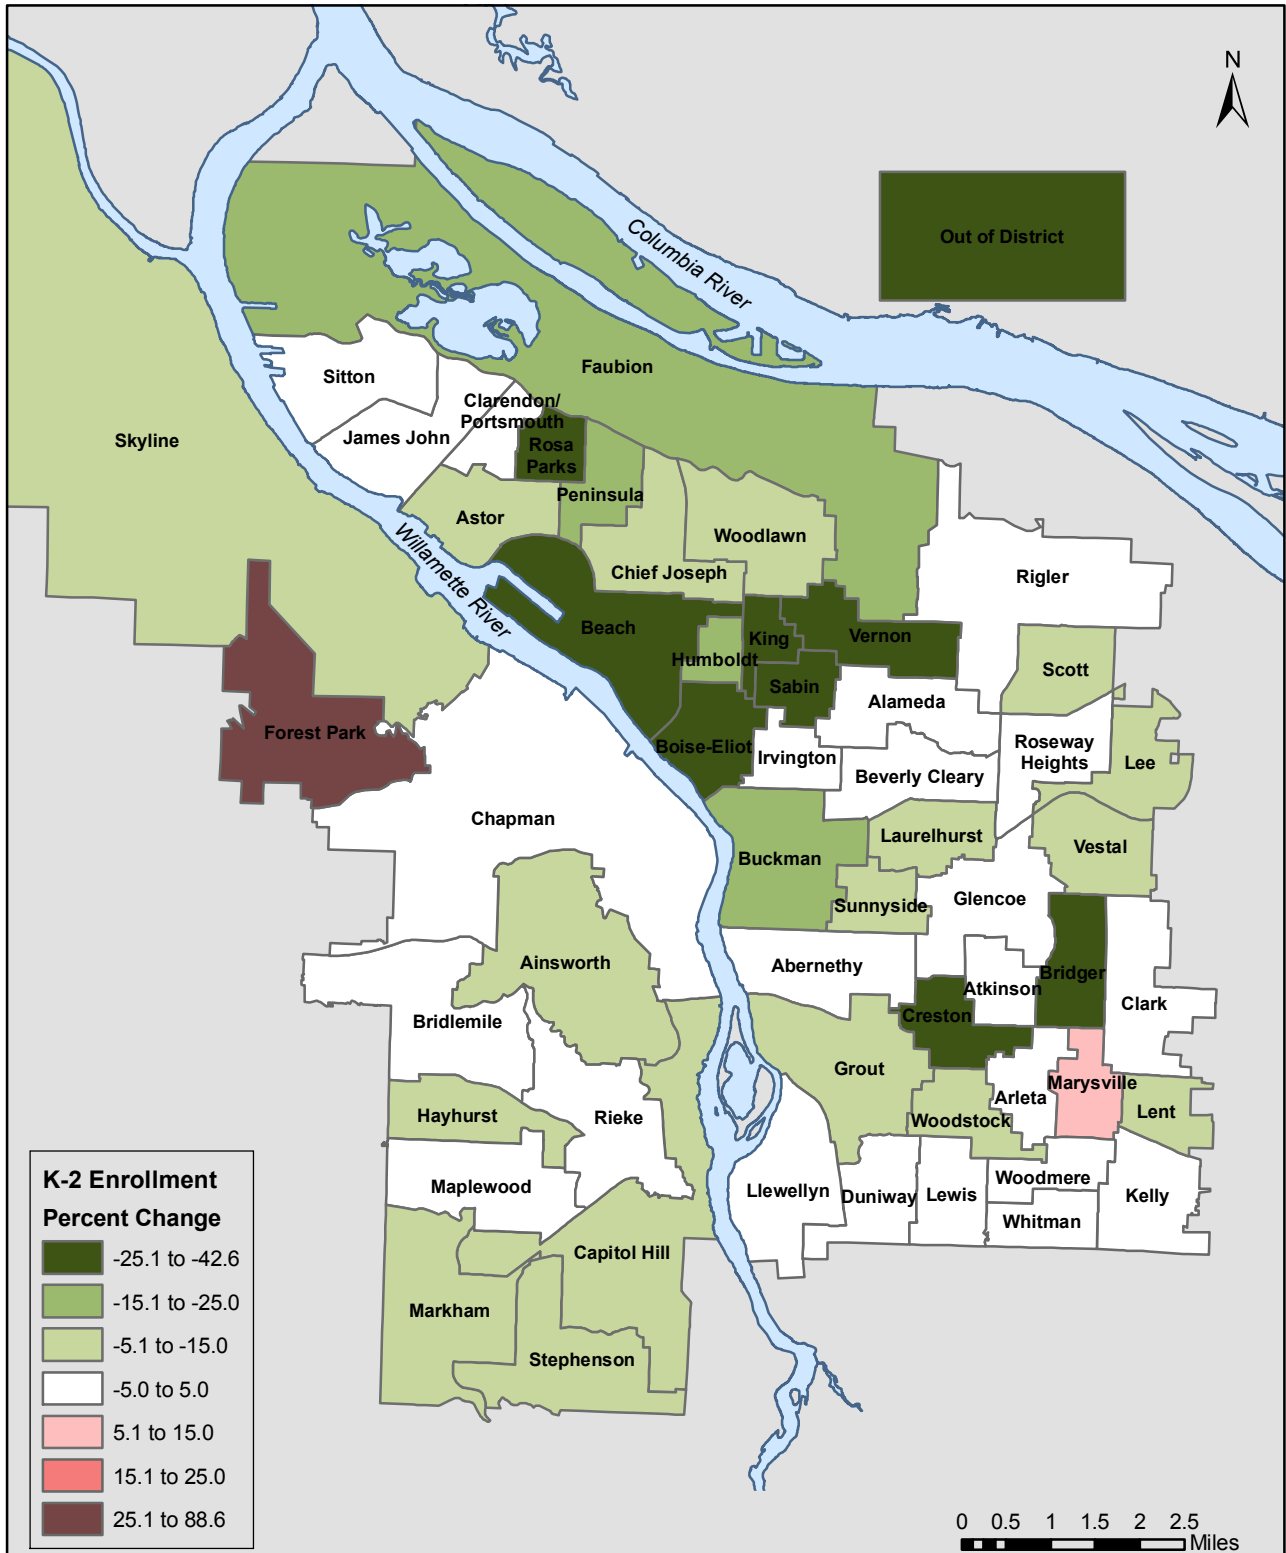 N
Out of District
Columbia River
Faubion
Sitton
Clarendon/
Portsmouth
James John
Rosa
Parks
Skyline
Peninsula
Astor
Woodlawn
Willamette River
Chief Joseph
Rigler
Beach
King
Vernon
Humboldt
Scott
Sabin
Alameda
Forest Park
Boise-Eliot
Irvington
Roseway
Heights
Lee
Beverly Cleary
Chapman
Laurelhurst
Vestal
Buckman
Sunnyside
Glencoe
Ainsworth
Abernethy
Bridger
Atkinson
Clark
Creston
Bridlemile
Grout
Marysville
Arleta
Lent
Hayhurst
Rieke
Woodstock
Maplewood
Llewellyn
Duniway
Lewis
Woodmere
Kelly
Whitman
Capitol Hill
Markham
Stephenson
K-2 Enrollment
Percent Change
-25.1 to -42.6
-15.1 to -25.0
-5.1 to -15.0
-5.0 to 5.0
5.1 to 15.0
15.1 to 25.0
25.1 to 88.6
0 0.5 1 1.5 2 2.5
Miles